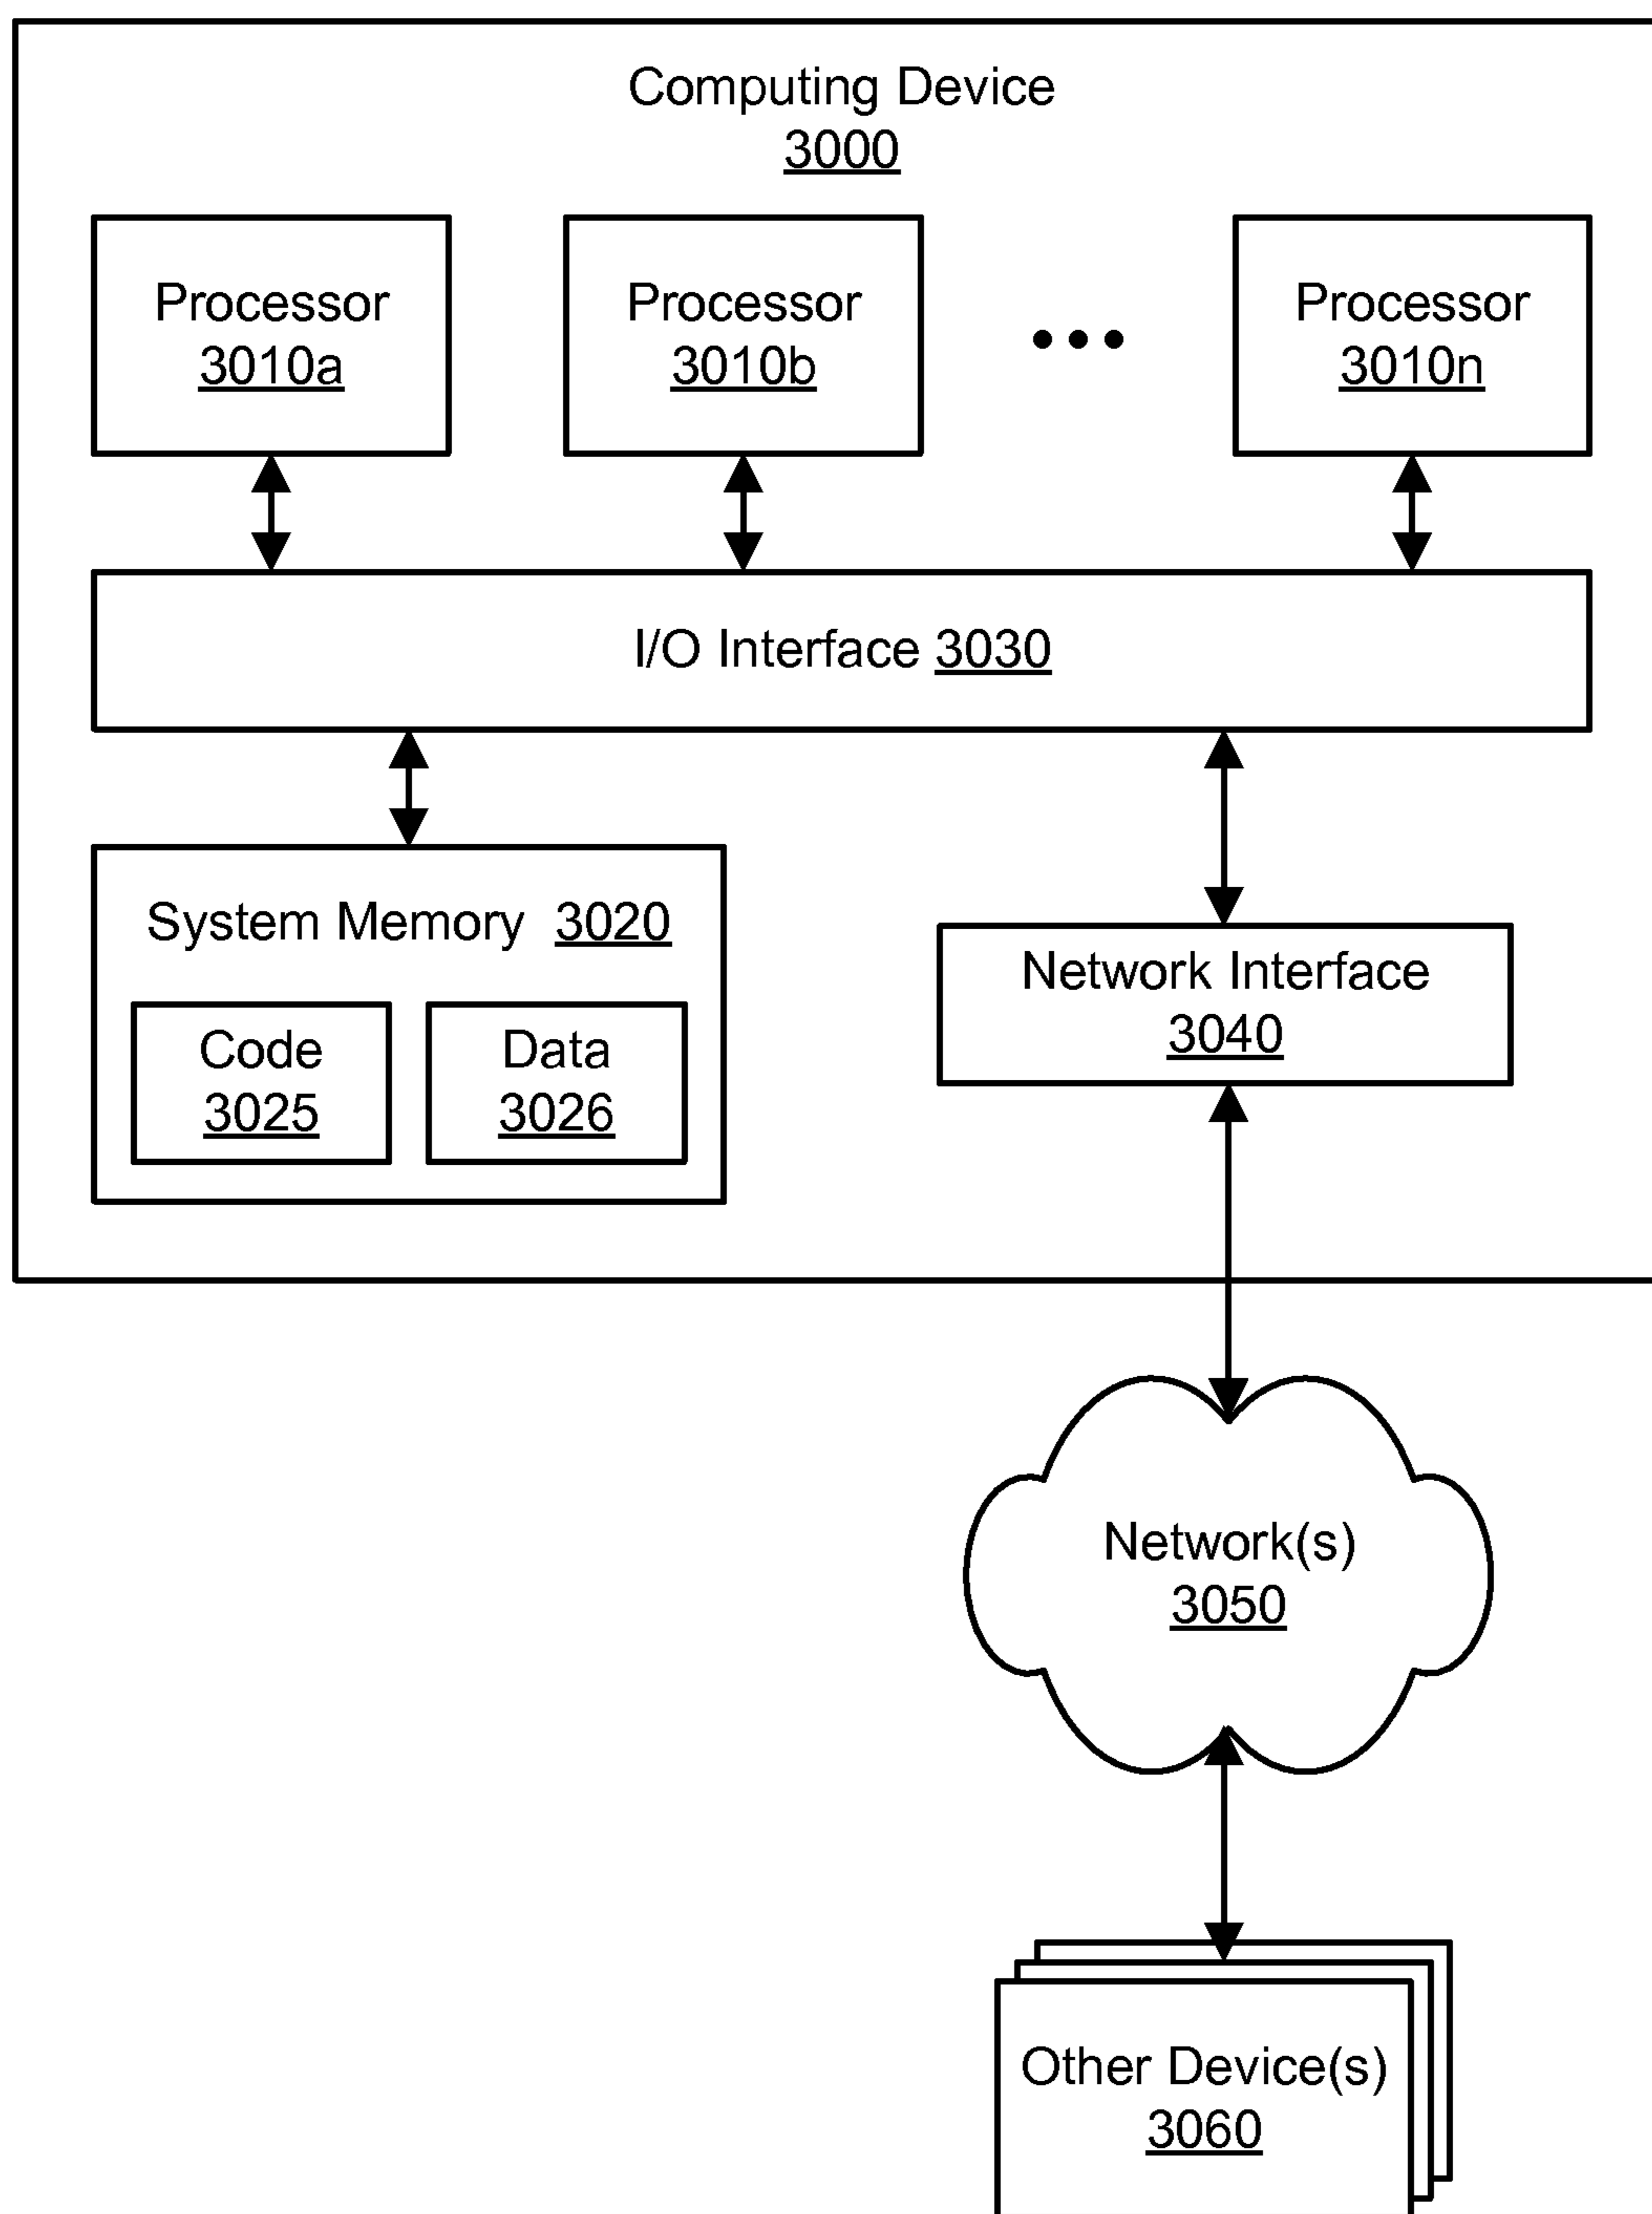 Computing Device
3000
Processor
3010a
Processor
3010b
Processor
3010n
I/O Interface 3030
System Memory 3020
Code
3025
Data
3026
Network Interface
3040
Network(s)
3050
Other Device(s)
3060